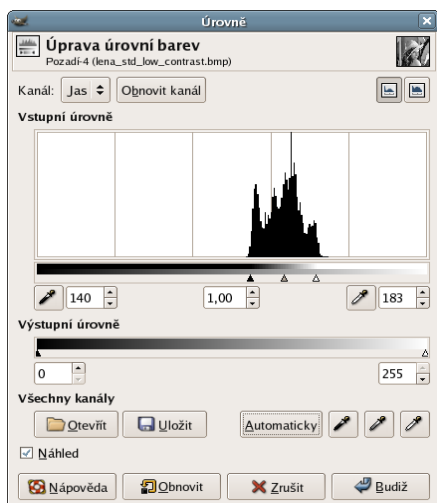 Úrovně
Úprava úrovní barev
Pozadí-4 (lena_std_low_contrast.bmp)
Kanál: Jas Obnovit kanál
Vstupní úrovně
140 1,00 183
Výstupní úrovně
0 255
Všechny kanály
Otevřít Uložit Automaticky
Náhled
Nápověda Obnovit Zrušit Budiž